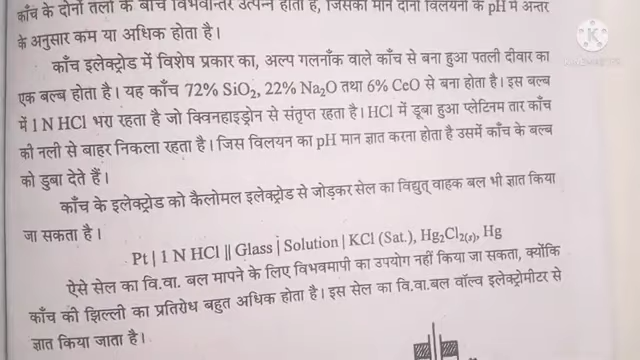 काँच के दोनों तलों के बीच विभवान्तर उत्पन्न होता है, जिसका मान दोनों विलयनों के pH में अन्तर
के अनुसार कम या अधिक होता है।
काँच इलेक्ट्रोड में विशेष प्रकार का, अल्प गलनाँक वाले काँच से बना हुआ पतली दीवार का
एक बल्ब होता है। यह काँच 72% SiO₂, 22% Na₂O तथा 6% CeO से बना होता है। इस बल्ब
में 1 N HCl भरा रहता है जो क्विनहाइड्रोन से संतृप्त रहता है। HCl में डूबा हुआ प्लेटिनम तार काँच
की नली से बाहर निकला रहता है। जिस विलयन का pH मान ज्ञात करना होता है उसमें काँच के बल्ब
को डुबा देते हैं।
काँच के इलेक्ट्रोड को कैलोमल इलेक्ट्रोड से जोड़कर सेल का विद्युत् वाहक बल भी ज्ञात किया
जा सकता है।
Pt | 1 N HCl || Glass | Solution | KCl (Sat.), Hg₂Cl₂(s), Hg
ऐसे सेल का वि.वा. बल मापने के लिए विभवमापी का उपयोग नहीं किया जा सकता, क्योंकि
काँच की झिल्ली का प्रतिरोध बहुत अधिक होता है। इस सेल का वि.वा.बल वॉल्व इलेक्ट्रोमीटर से
ज्ञात किया जाता है।
K
KINEMASTER